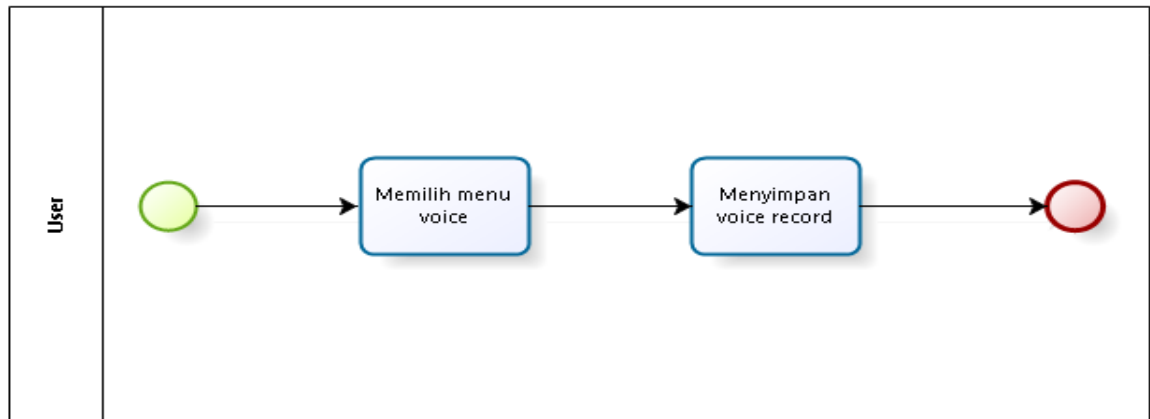 User
Memilih menu
voice
Menyimpan
voice record